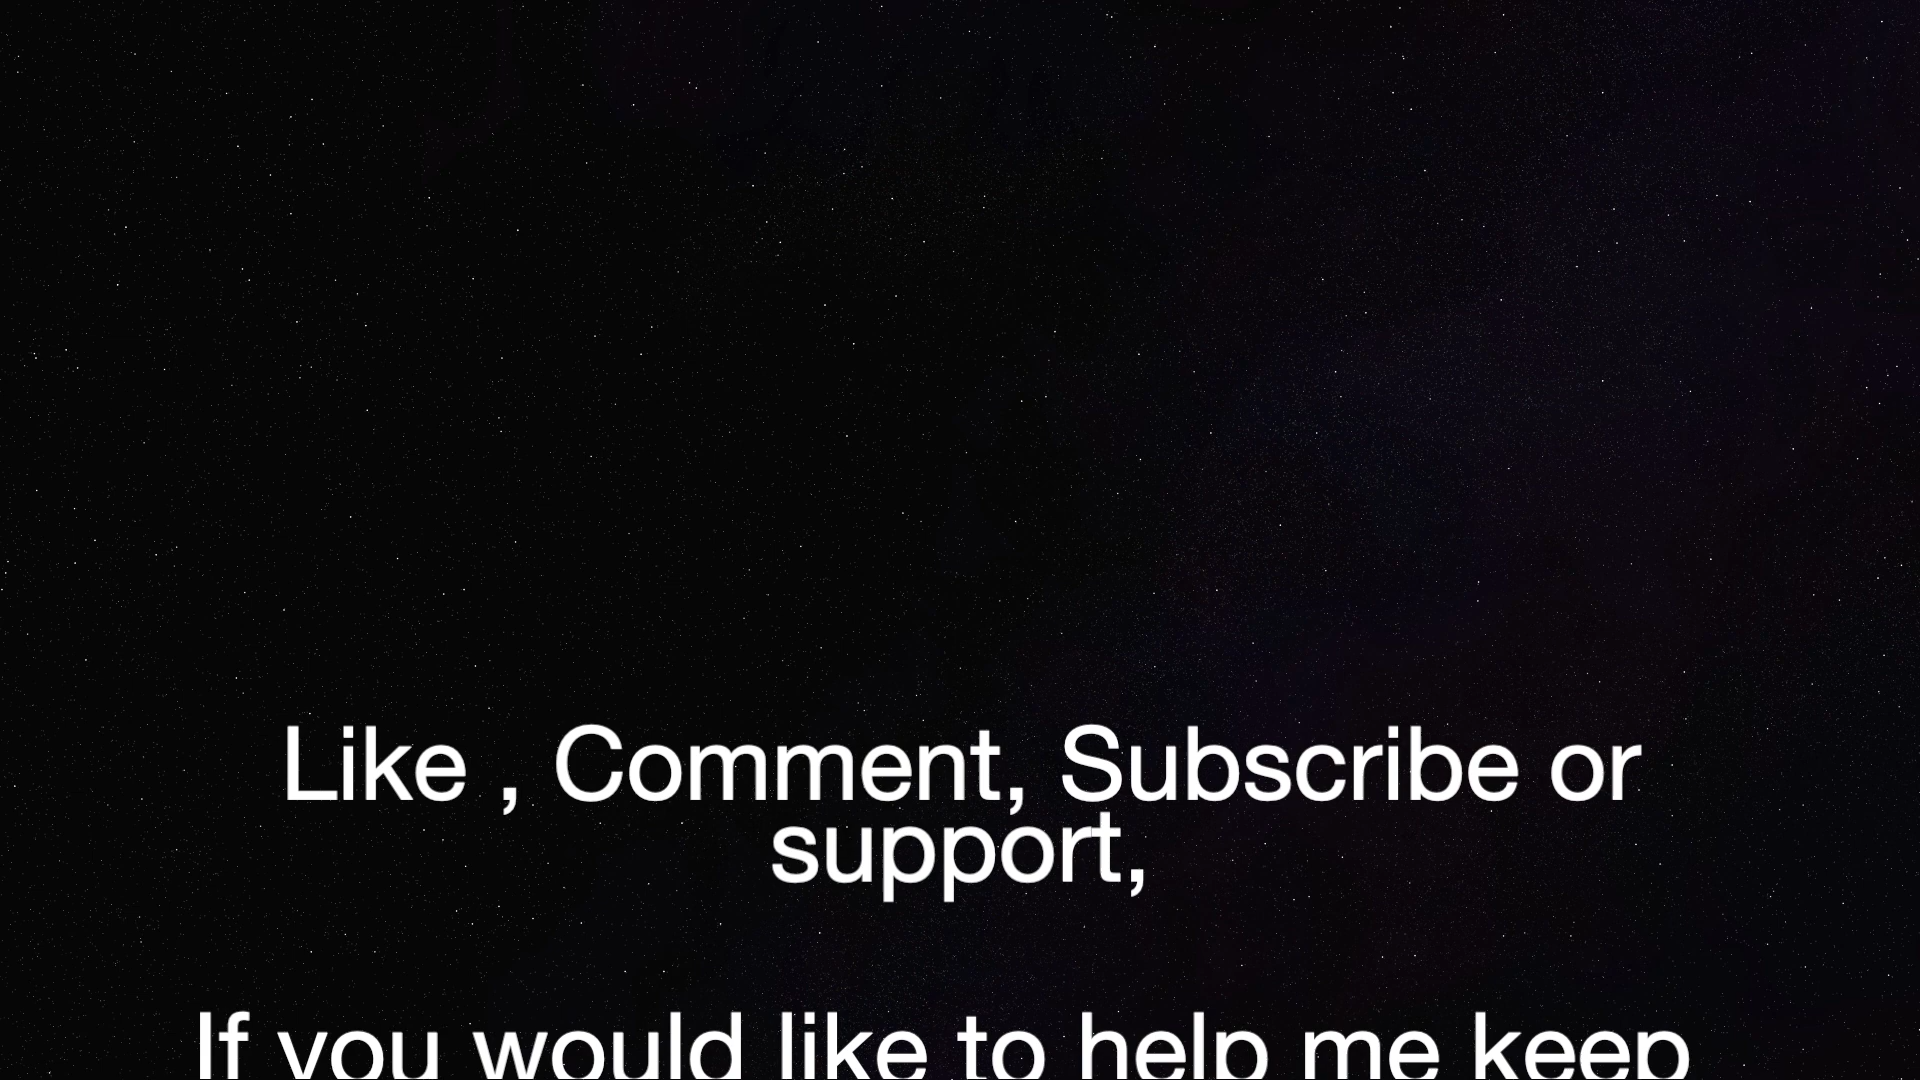 Like , Comment, Subscribe or
support,
If you would like to help me keep